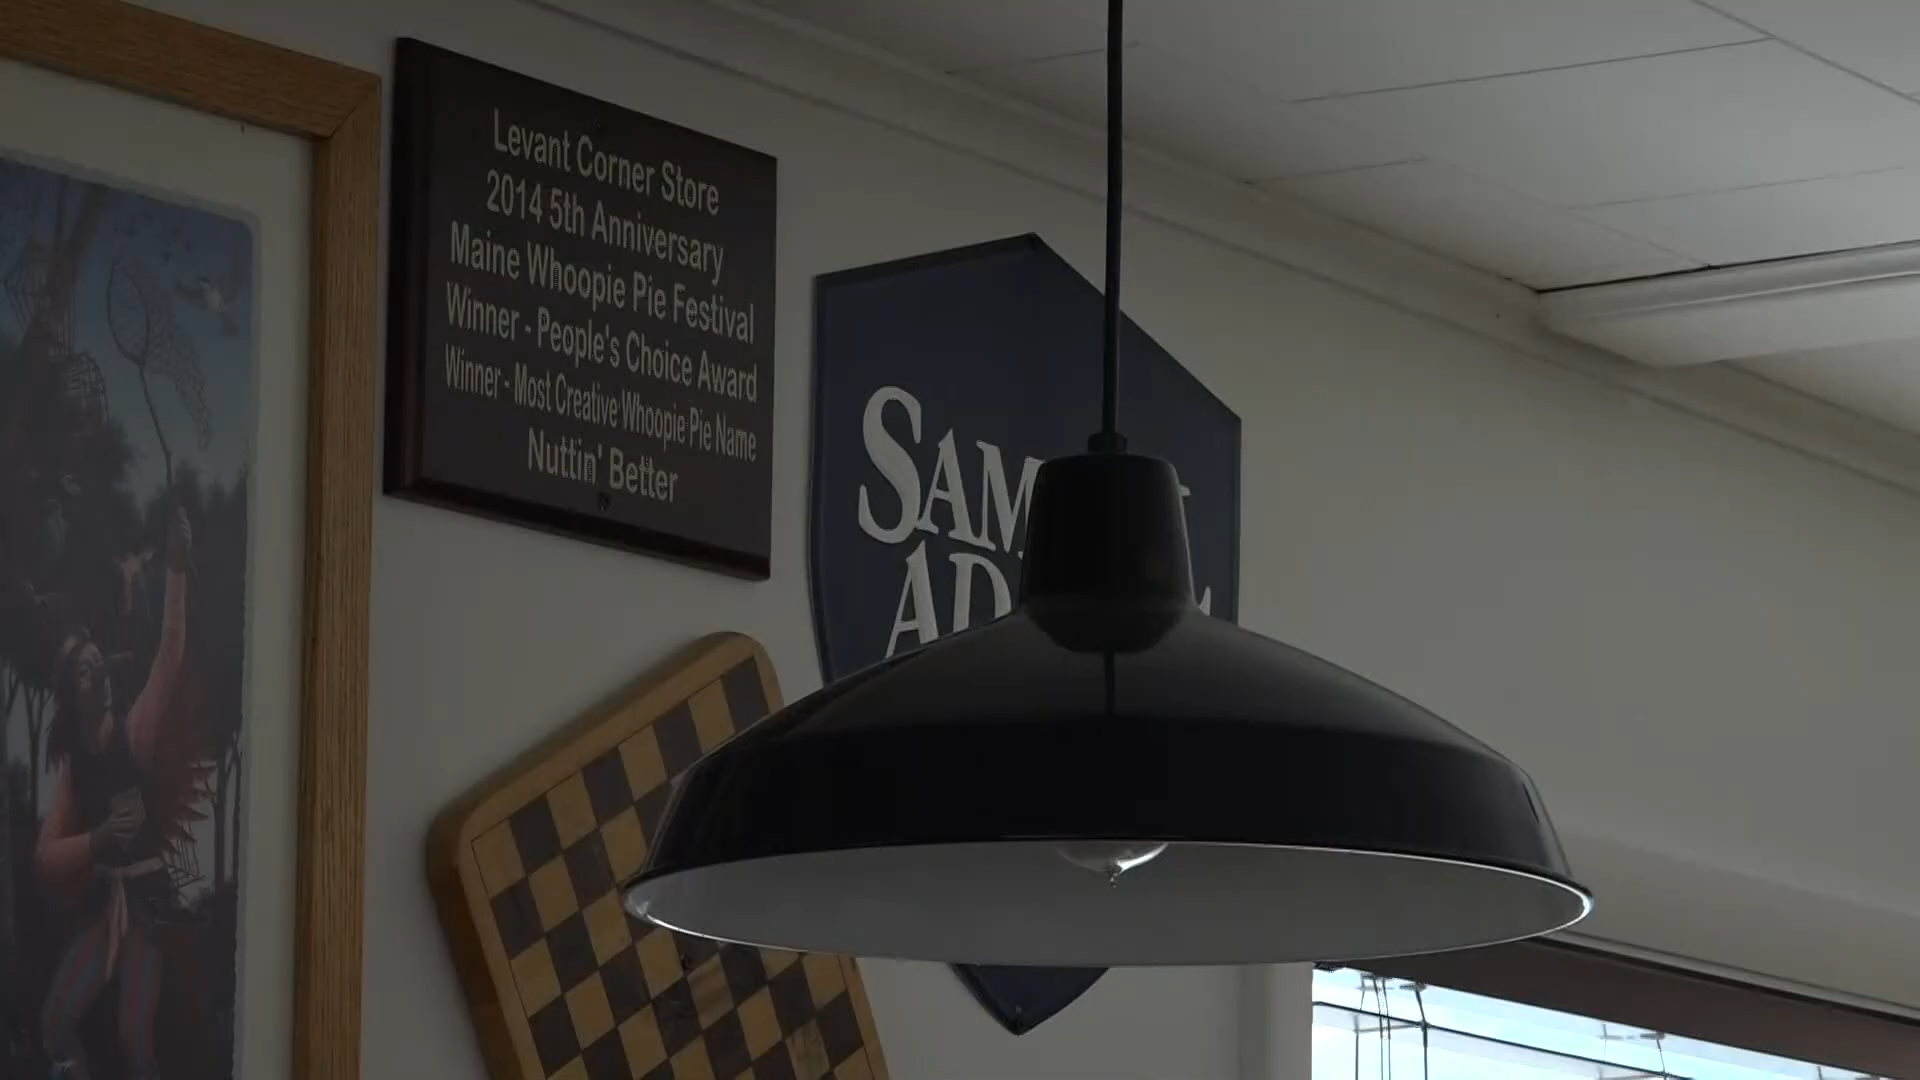 Levant Corner Store
2014 5th Anniversary
Maine Whoopie Pie Festival
Winner - People's Choice Award
Winner - Most Creative Whoopie Pie Name
Nuttin' Better